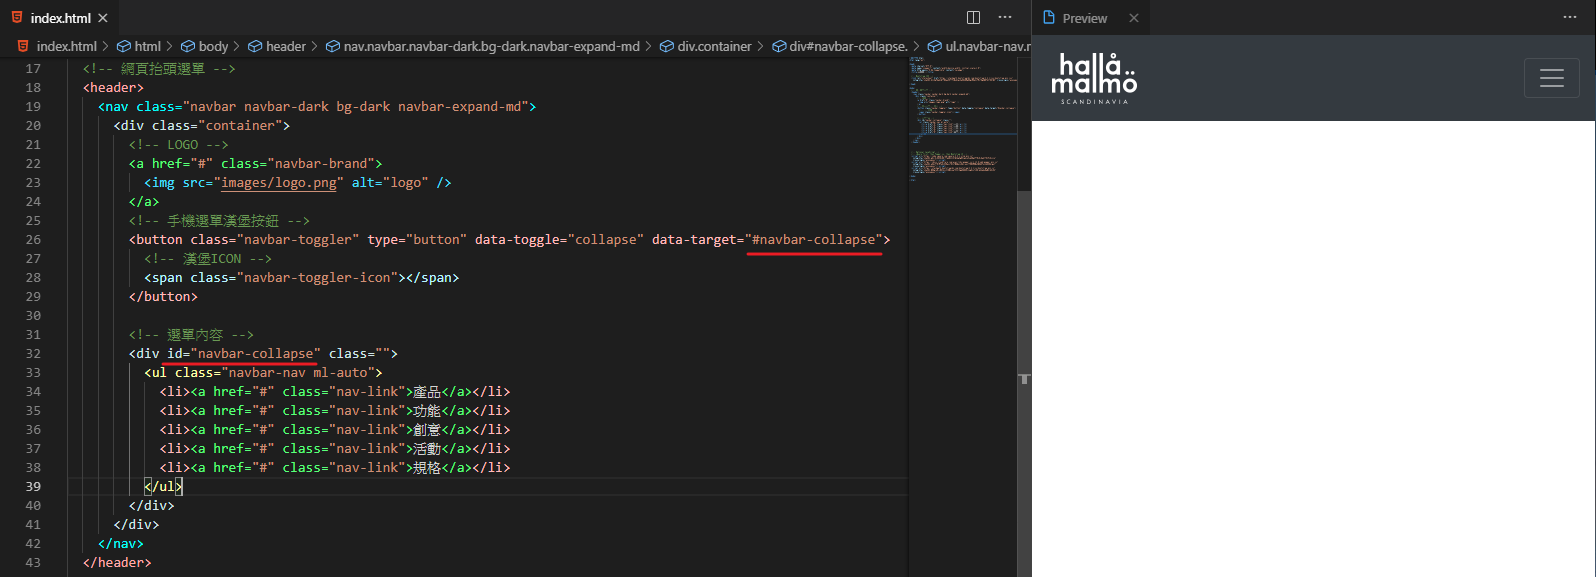 index.html
Preview
index.html > html > body > header > nav.navbar.navbar-dark.bg-dark.navbar-expand-md > div.container > div#navbar-collapse. > ul.navbar-nav.r
17 <!-- 網頁抬頭選單 -->
18 <header>
19 <nav class="navbar navbar-dark bg-dark navbar-expand-md">
20 <div class="container">
21 <!-- LOGO -->
22 <a href="#" class="navbar-brand">
23 <img src="images/logo.png" alt="logo" />
24 </a>
25 <!-- 手機選單漢堡按鈕 -->
26 <button class="navbar-toggler" type="button" data-toggle="collapse" data-target="#navbar-collapse">
27 <!-- 漢堡ICON -->
28 <span class="navbar-toggler-icon"></span>
29 </button>
30
31 <!-- 選單內容 -->
32 <div id="navbar-collapse" class="">
33 <ul class="navbar-nav ml-auto">
34 <li><a href="#" class="nav-link">產品</a></li>
35 <li><a href="#" class="nav-link">功能</a></li>
36 <li><a href="#" class="nav-link">創意</a></li>
37 <li><a href="#" class="nav-link">活動</a></li>
38 <li><a href="#" class="nav-link">規格</a></li>
39 </ul>
40 </div>
41 </div>
42 </nav>
43 </header>
hallå
malmö
SCANDINAVIA